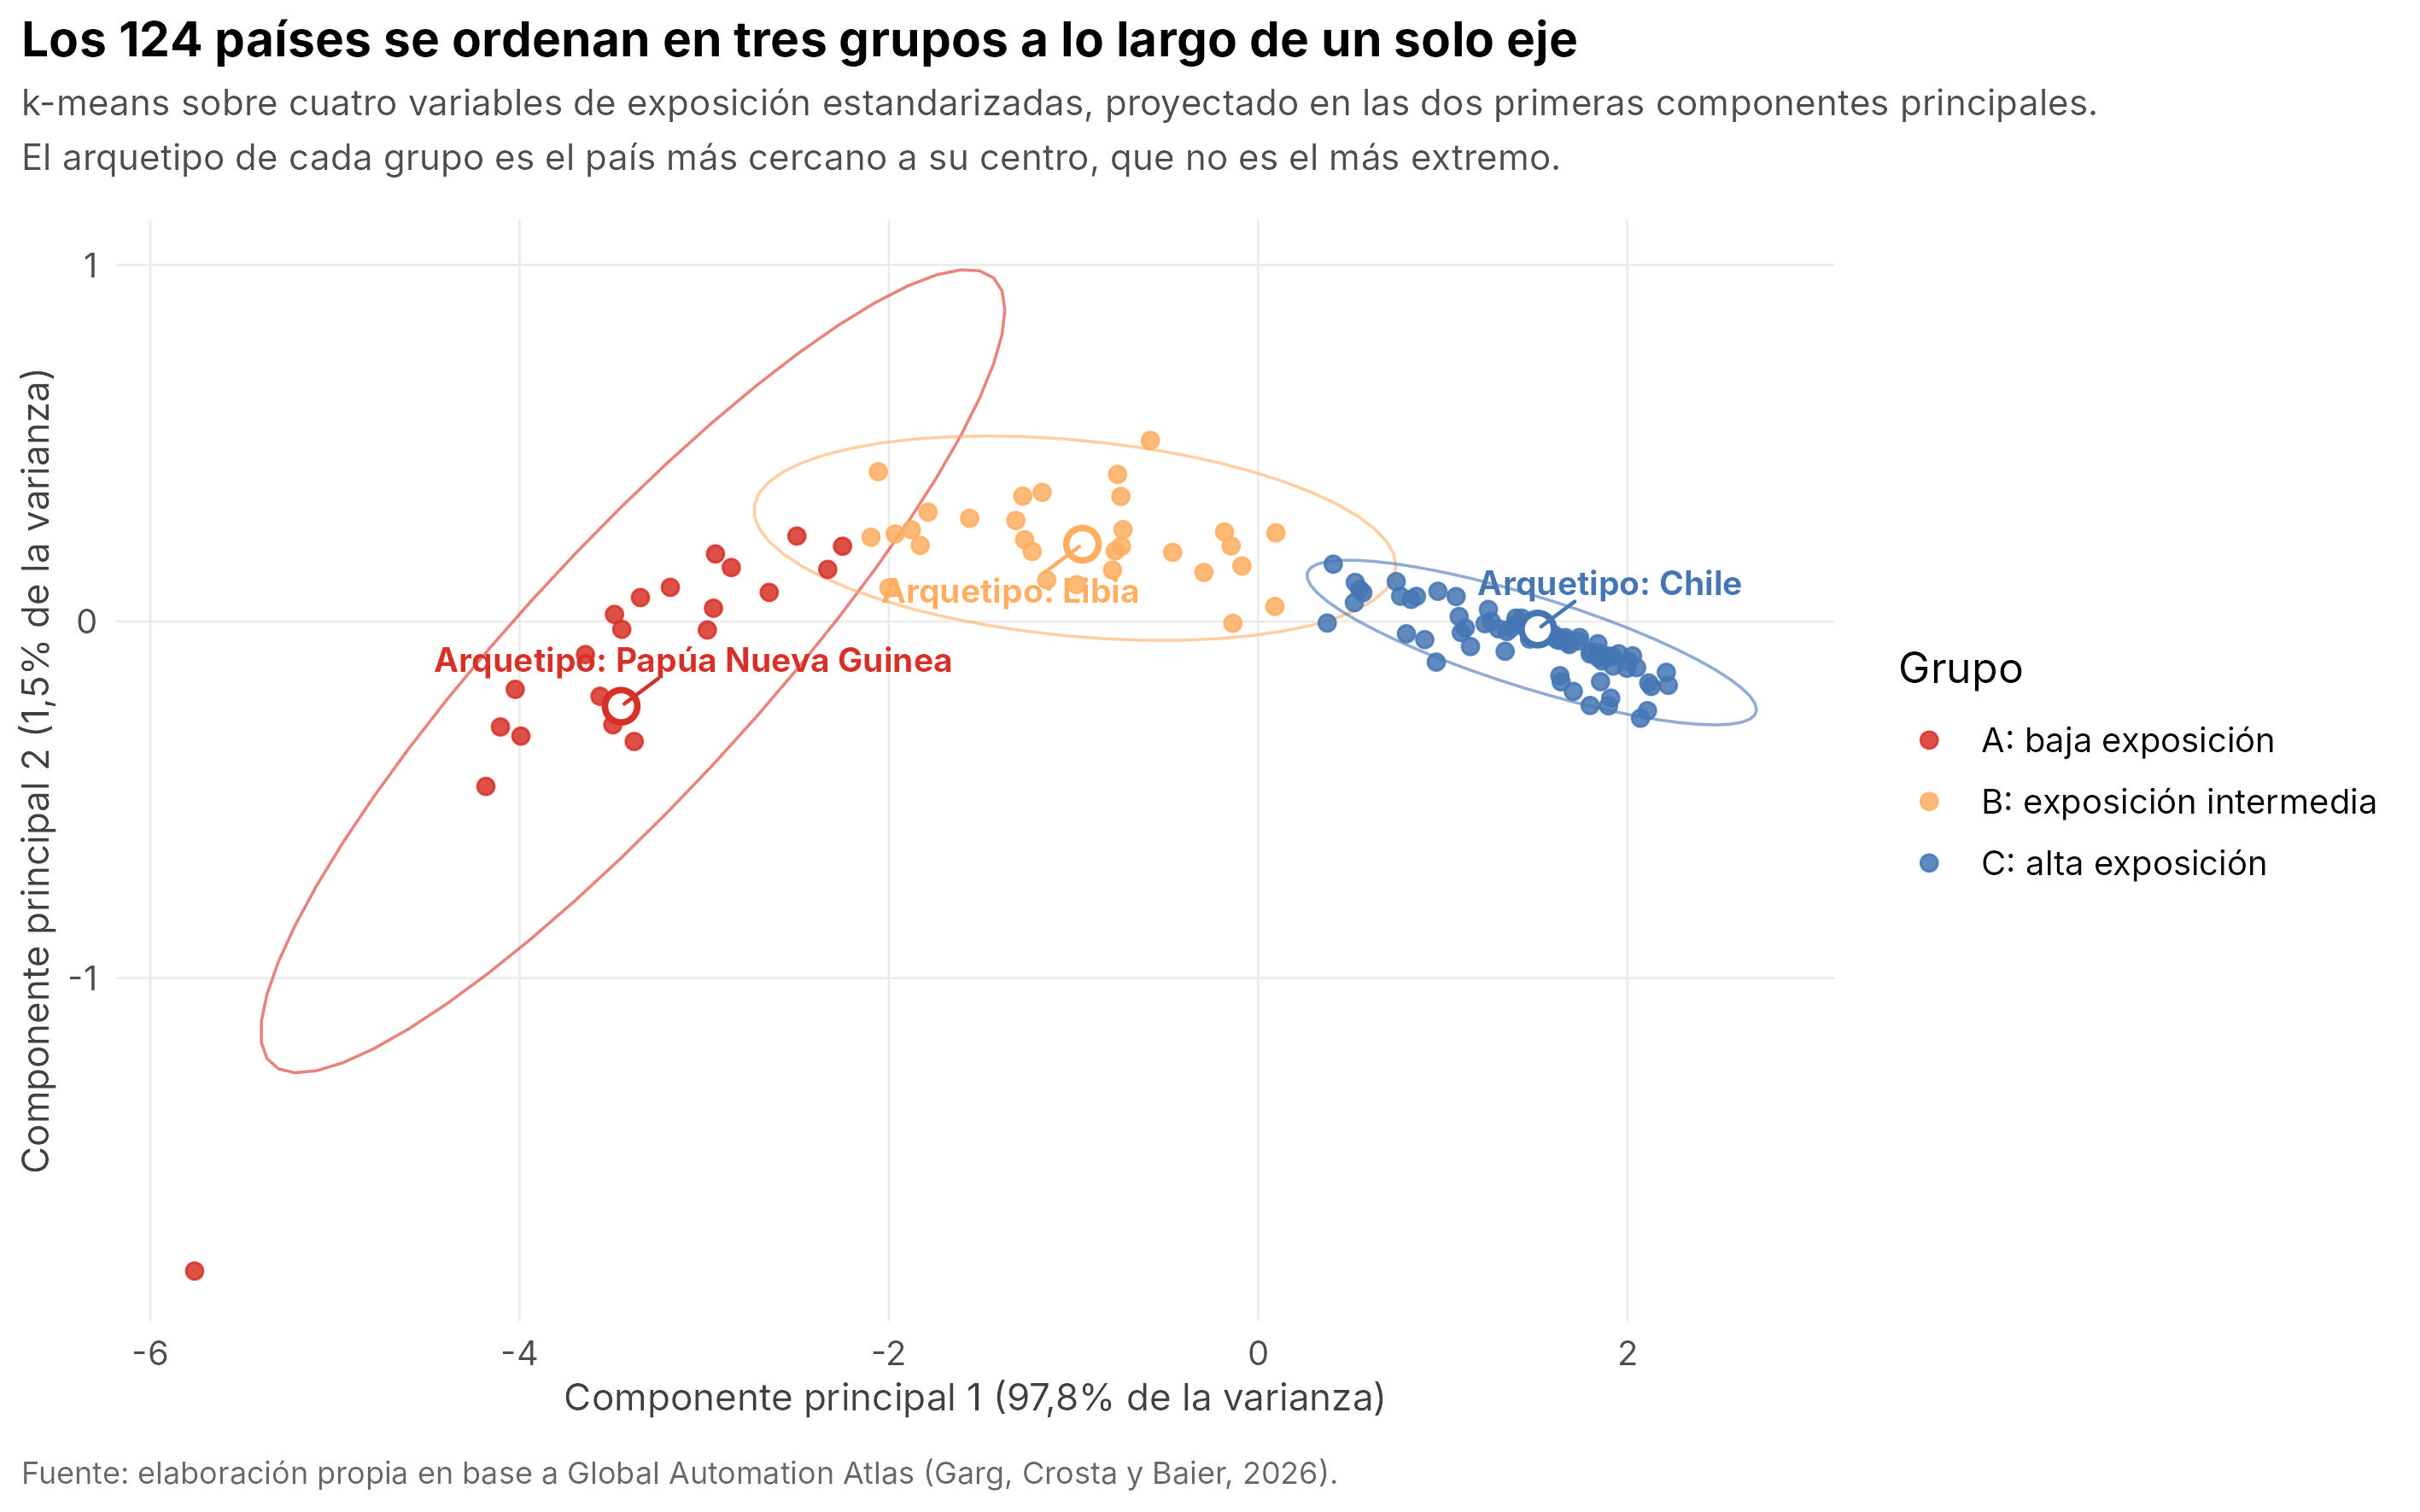 Los 124 países se ordenan en tres grupos a lo largo de un solo eje
k-means sobre cuatro variables de exposición estandarizadas, proyectado en las dos primeras componentes principales.
El arquetipo de cada grupo es el país más cercano a su centro, que no es el más extremo.
Componente principal 2 (1,5% de la varianza)
1
0
-1
Arquetipo: Papúa Nueva Guinea
Arquetipo: Libia
Arquetipo: Chile
Grupo
A: baja exposición
B: exposición intermedia
C: alta exposición
-6
-4
-2
0
2
Componente principal 1 (97,8% de la varianza)
Fuente: elaboración propia en base a Global Automation Atlas (Garg, Crosta y Baier, 2026).